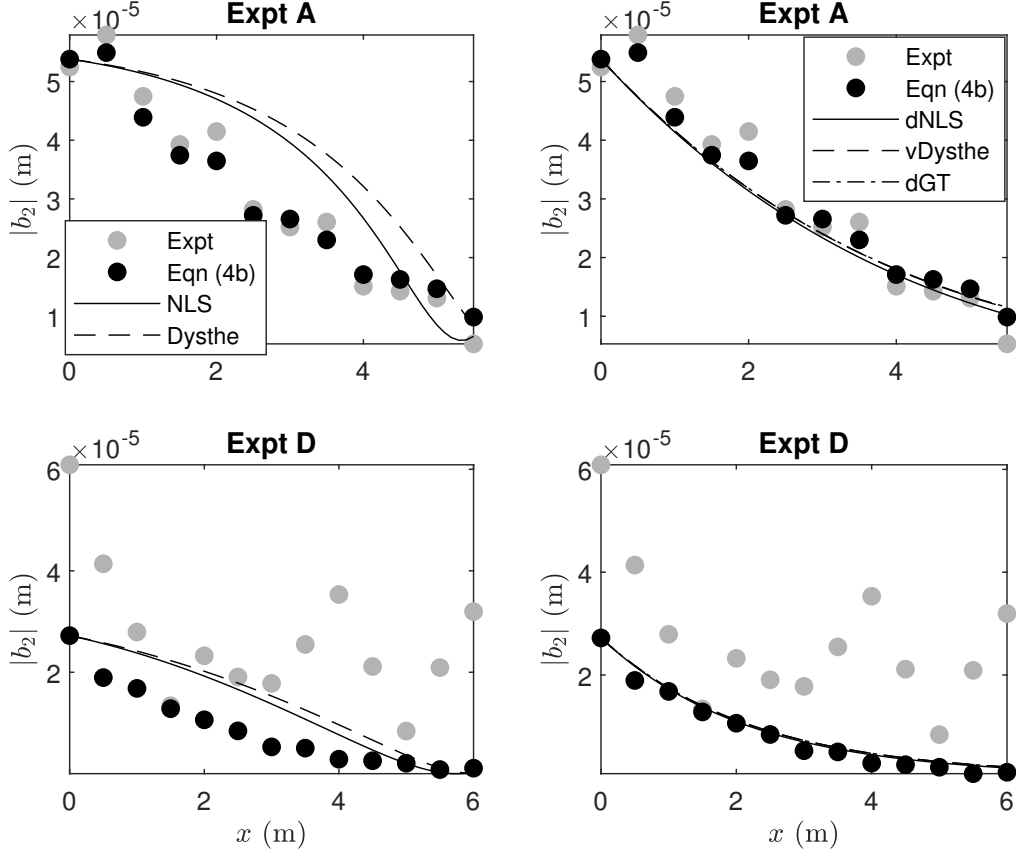 ×10⁻⁵
Expt A
|b₂| (m)
5
4
3
2
1
0
2
4
Expt
Eqn (4b)
NLS
Dysthe
×10⁻⁵
Expt A
|b₂| (m)
5
4
3
2
1
0
2
4
Expt
Eqn (4b)
dNLS
vDysthe
dGT
×10⁻⁵
Expt D
|b₂| (m)
6
4
2
0
2
4
6
x (m)
×10⁻⁵
Expt D
|b₂| (m)
6
4
2
0
2
4
6
x (m)